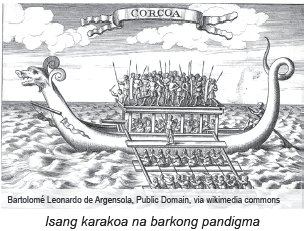 CORCOA
Bartolomé Leonardo de Argensola, Public Domain, via wikimedia commons
Isang karakoa na barkong pandigma